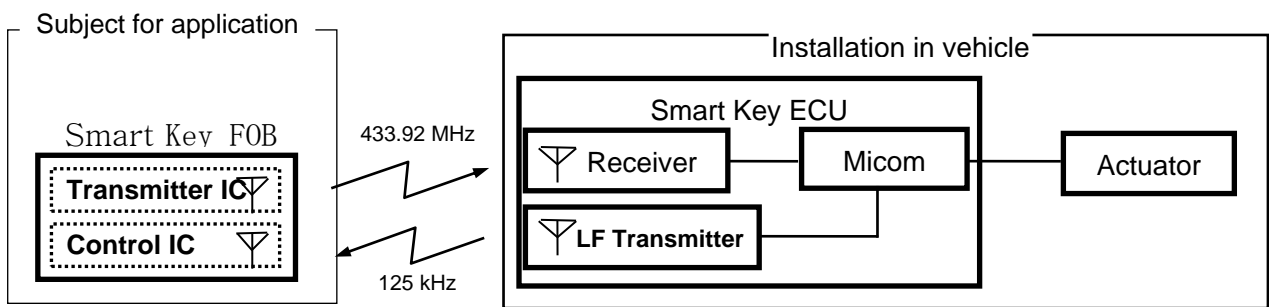 Subject for application
Smart Key FOB
Transmitter IC
Control IC
433.92 MHz
125 kHz
Installation in vehicle
Smart Key ECU
Receiver
Micom
LF Transmitter
Actuator